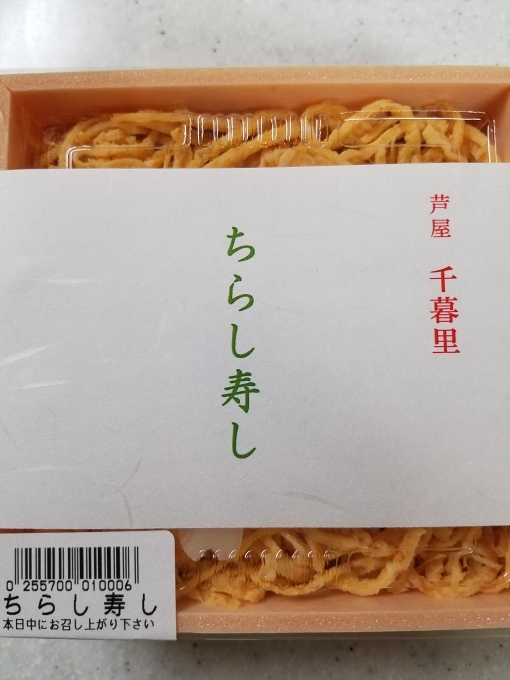 芦屋 千暮里
ちらし寿し
0 255700 010006
ちらし寿し
本日中にお召し上がり下さい